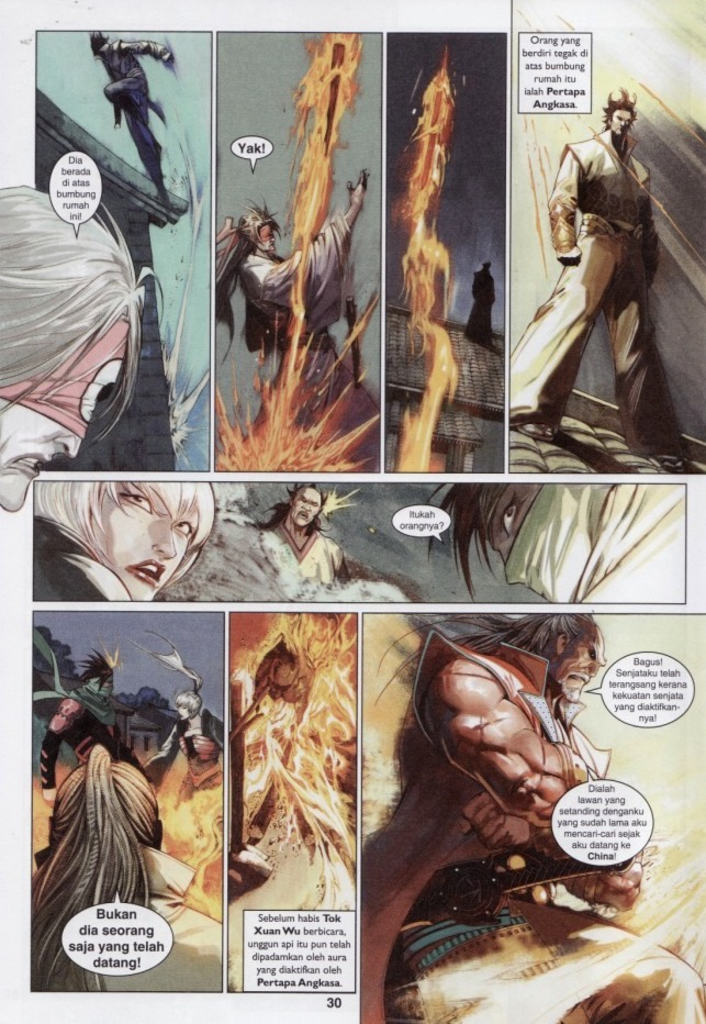 Dia
berada
di atas
bumbung
rumah
ini!
Yak!
Orang yang
berdiri tegak di
atas bumbung
rumah itu
ialah Pertapa
Angkasa.
Itukah
orangnya?
Bukan
dia seorang
saja yang telah
datang!
Sebelum habis Tok
Xuan Wu berbicara,
unggun api itu pun telah
dipadamkan oleh aura
yang diaktifkan oleh
Pertapa Angkasa.
Bagus!
Senjataku telah
terangsang kerana
kekuatan senjata
yang diaktifkan-
nya!
Dialah
lawan yang
setanding denganku
yang sudah lama aku
mencari-cari sejak
aku datang ke
China!
30